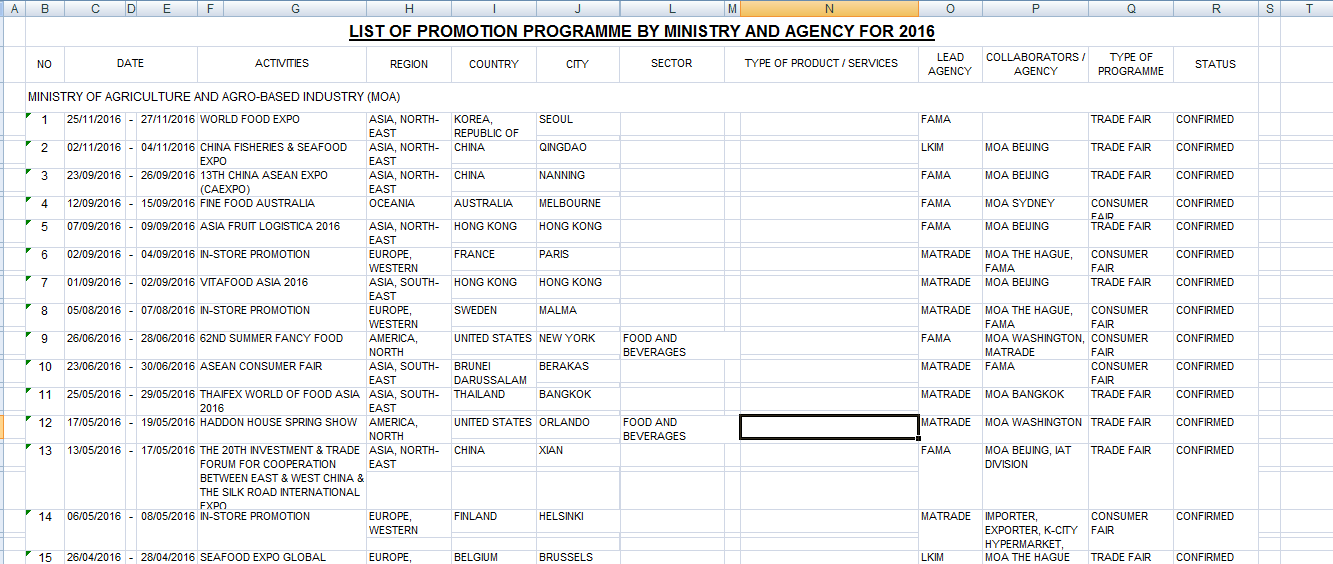 A B C D E F G H I J L M N O P Q R S T
LIST OF PROMOTION PROGRAMME BY MINISTRY AND AGENCY FOR 2016
NO DATE ACTIVITIES REGION COUNTRY CITY SECTOR TYPE OF PRODUCT / SERVICES LEAD COLLABORATORS / TYPE OF STATUS
AGENCY AGENCY PROGRAMME
MINISTRY OF AGRICULTURE AND AGRO-BASED INDUSTRY (MOA)
1 25/11/2016 - 27/11/2016 WORLD FOOD EXPO ASIA, NORTH- KOREA, SEOUL FAMA TRADE FAIR CONFIRMED
EAST REPUBLIC OF
2 02/11/2016 - 04/11/2016 CHINA FISHERIES & SEAFOOD ASIA, NORTH- CHINA QINGDAO LKIM MOA BEIJING TRADE FAIR CONFIRMED
EXPO EAST
3 23/09/2016 - 26/09/2016 13TH CHINA ASEAN EXPO ASIA, NORTH- CHINA NANNING FAMA MOA BEIJING TRADE FAIR CONFIRMED
(CAEXPO) EAST
4 12/09/2016 - 15/09/2016 FINE FOOD AUSTRALIA OCEANIA AUSTRALIA MELBOURNE FAMA MOA SYDNEY CONSUMER CONFIRMED
FAIR
5 07/09/2016 - 09/09/2016 ASIA FRUIT LOGISTICA 2016 ASIA, NORTH- HONG KONG HONG KONG FAMA MOA BEIJING TRADE FAIR CONFIRMED
EAST
6 02/09/2016 - 04/09/2016 IN-STORE PROMOTION EUROPE, FRANCE PARIS MATRADE MOA THE HAGUE, CONSUMER CONFIRMED
WESTERN FAMA FAIR
7 01/09/2016 - 02/09/2016 VITAFOOD ASIA 2016 ASIA, SOUTH- HONG KONG HONG KONG MATRADE MOA BEIJING TRADE FAIR CONFIRMED
EAST
8 05/08/2016 - 07/08/2016 IN-STORE PROMOTION EUROPE, SWEDEN MALMA MATRADE MOA THE HAGUE, CONSUMER CONFIRMED
WESTERN FAMA FAIR
9 26/06/2016 - 28/06/2016 62ND SUMMER FANCY FOOD AMERICA, UNITED STATES NEW YORK FOOD AND FAMA MOA WASHINGTON, CONSUMER CONFIRMED
NORTH BEVERAGES MATRADE FAIR
10 23/06/2016 - 30/06/2016 ASEAN CONSUMER FAIR ASIA, SOUTH- BRUNEI BERAKAS MATRADE FAMA CONSUMER CONFIRMED
EAST DARUSSALAM FAIR
11 25/05/2016 - 29/05/2016 THAIFEX WORLD OF FOOD ASIA ASIA, SOUTH- THAILAND BANGKOK MATRADE MOA BANGKOK TRADE FAIR CONFIRMED
2016 EAST
12 17/05/2016 - 19/05/2016 HADDON HOUSE SPRING SHOW AMERICA, UNITED STATES ORLANDO FOOD AND MATRADE MOA WASHINGTON TRADE FAIR CONFIRMED
NORTH BEVERAGES
13 13/05/2016 - 17/05/2016 THE 20TH INVESTMENT & TRADE ASIA, NORTH- CHINA XIAN FAMA MOA BEIJING, IAT TRADE FAIR CONFIRMED
FORUM FOR COOPERATION EAST DIVISION
BETWEEN EAST & WEST CHINA &
THE SILK ROAD INTERNATIONAL
EXPO
14 06/05/2016 - 08/05/2016 IN-STORE PROMOTION EUROPE, FINLAND HELSINKI MATRADE IMPORTER, CONSUMER CONFIRMED
WESTERN EXPORTER, K-CITY FAIR
HYPERMARKET,
15 26/04/2016 - 28/04/2016 SEAFOOD EXPO GLOBAL EUROPE, BELGIUM BRUSSELS LKIM MOA THE HAGUE TRADE FAIR CONFIRMED